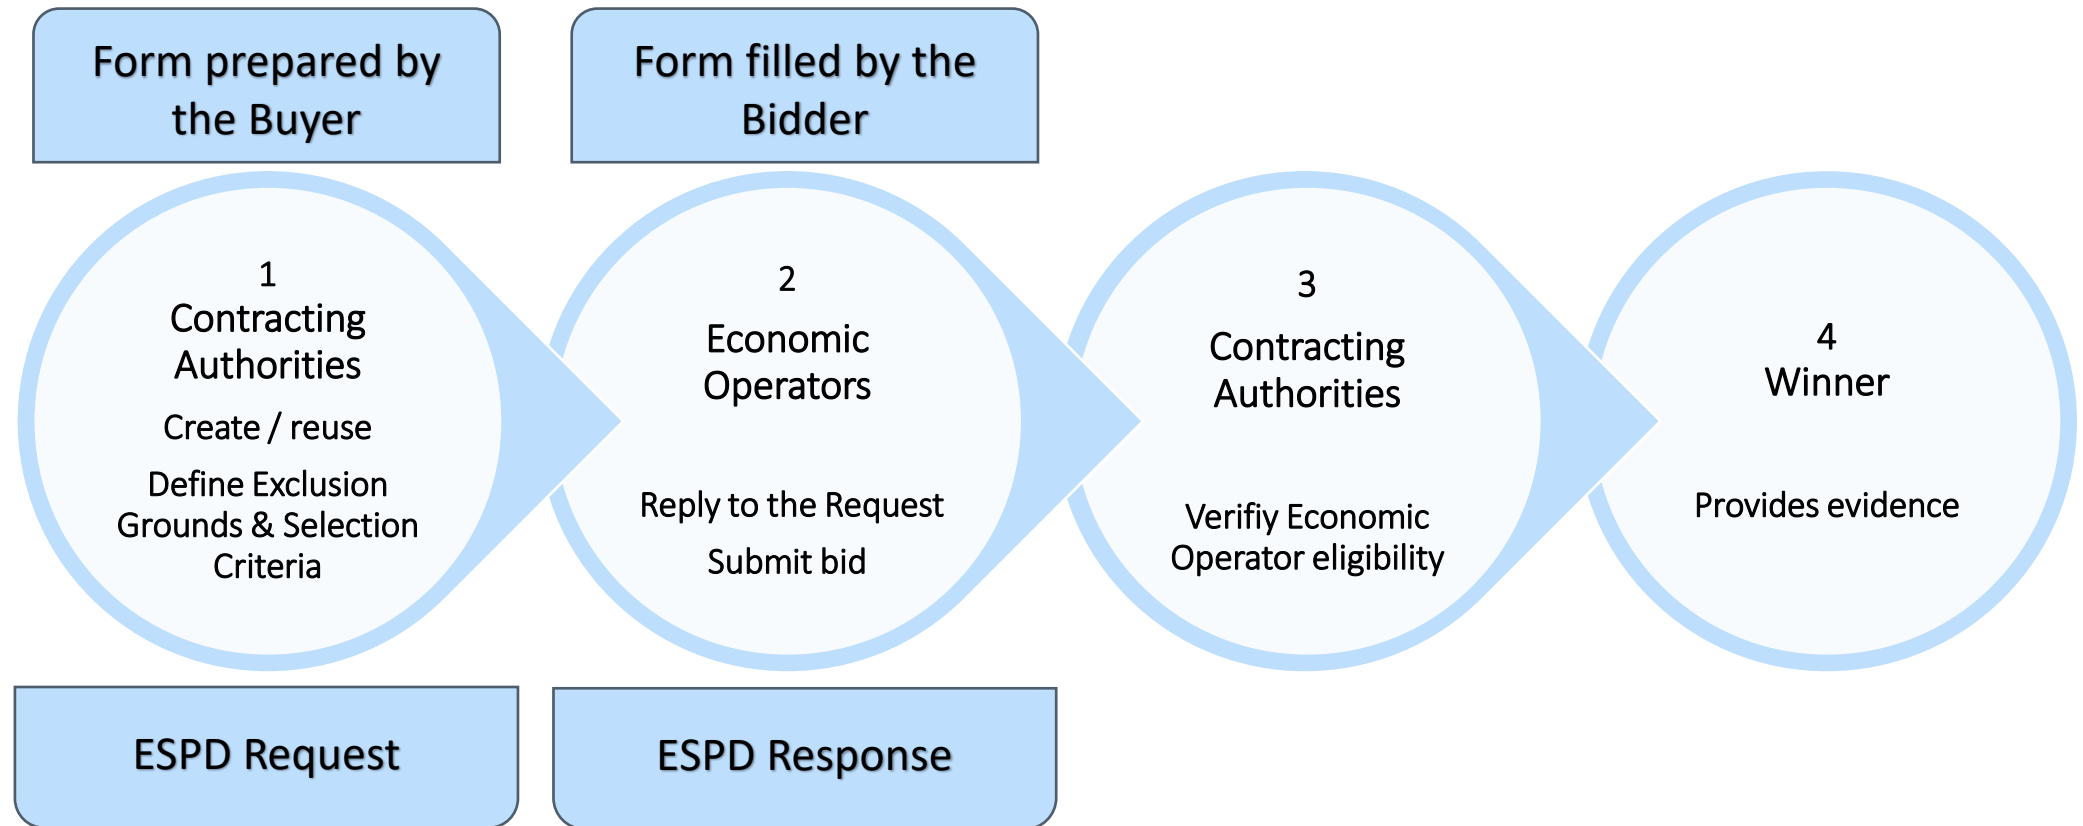 Form prepared by
the Buyer
Form filled by the
Bidder
1
Contracting
Authorities
Create / reuse
Define Exclusion
Grounds & Selection
Criteria
2
Economic
Operators
Reply to the Request
Submit bid
3
Contracting
Authorities
Verifiy Economic
Operator eligibility
4
Winner
Provides evidence
ESPD Request
ESPD Response